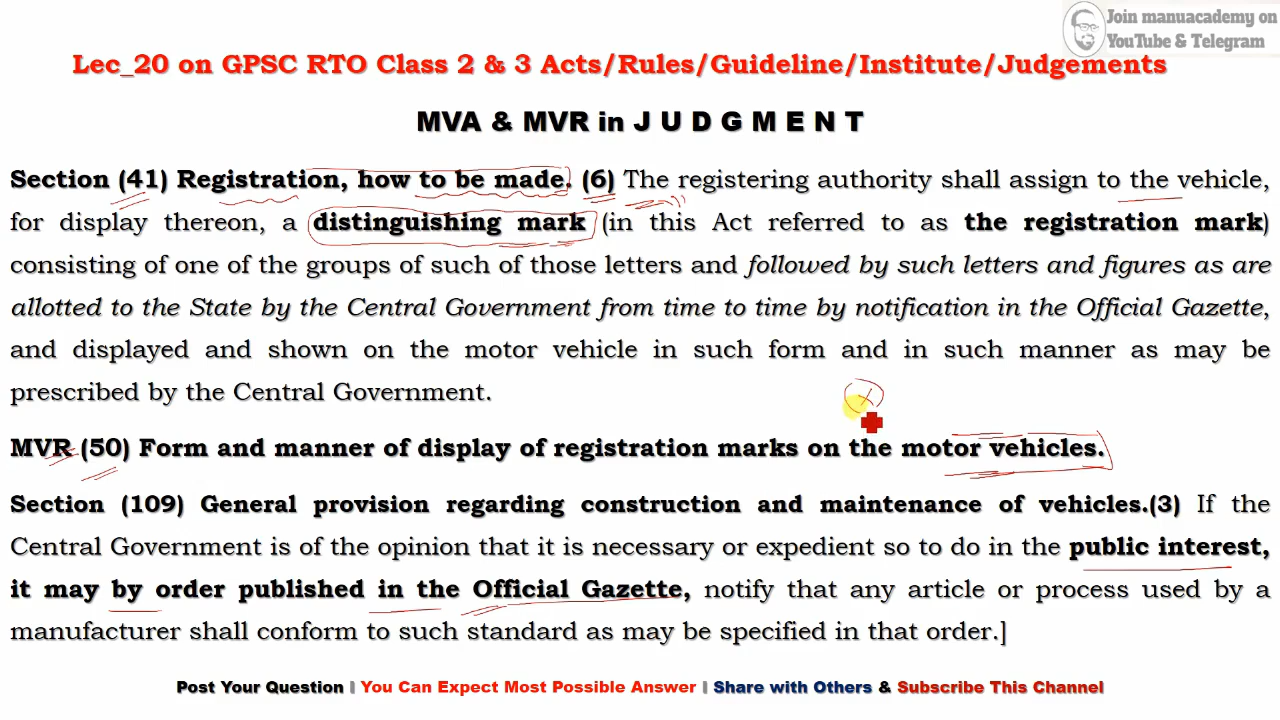 Join manuacademy on
YouTube & Telegram
Lec_20 on GPSC RTO Class 2 & 3 Acts/Rules/Guideline/Institute/Judgements
MVA & MVR in J U D G M E N T
Section (41) Registration, how to be made. (6) The registering authority shall assign to the vehicle,
for display thereon, a distinguishing mark (in this Act referred to as the registration mark)
consisting of one of the groups of such of those letters and followed by such letters and figures as are
allotted to the State by the Central Government from time to time by notification in the Official Gazette,
and displayed and shown on the motor vehicle in such form and in such manner as may be
prescribed by the Central Government.
MVR (50) Form and manner of display of registration marks on the motor vehicles.
Section (109) General provision regarding construction and maintenance of vehicles.(3) If the
Central Government is of the opinion that it is necessary or expedient so to do in the public interest,
it may by order published in the Official Gazette, notify that any article or process used by a
manufacturer shall conform to such standard as may be specified in that order.]
Post Your Question | You Can Expect Most Possible Answer | Share with Others & Subscribe This Channel